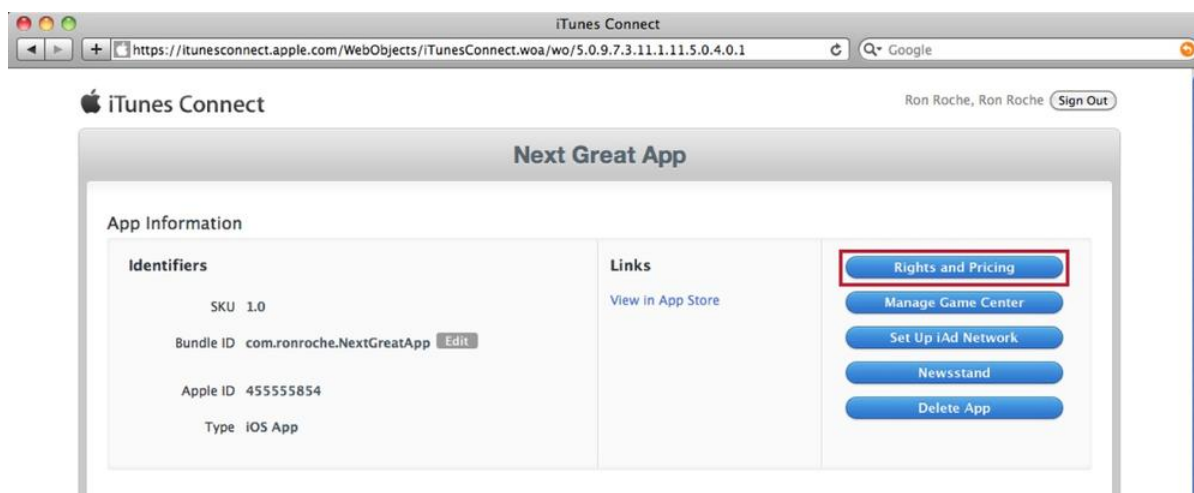 iTunes Connect
https://itunesconnect.apple.com/WebObjects/iTunesConnect.woa/wo/5.0.9.7.3.11.1.11.5.0.4.0.1
Google
iTunes Connect
Ron Roche, Ron Roche Sign Out
Next Great App
App Information
Identifiers
SKU 1.0
Bundle ID com.ronroche.NextGreatApp Edit
Apple ID 455555854
Type iOS App
Links
View in App Store
Rights and Pricing
Manage Game Center
Set Up iAd Network
Newsstand
Delete App